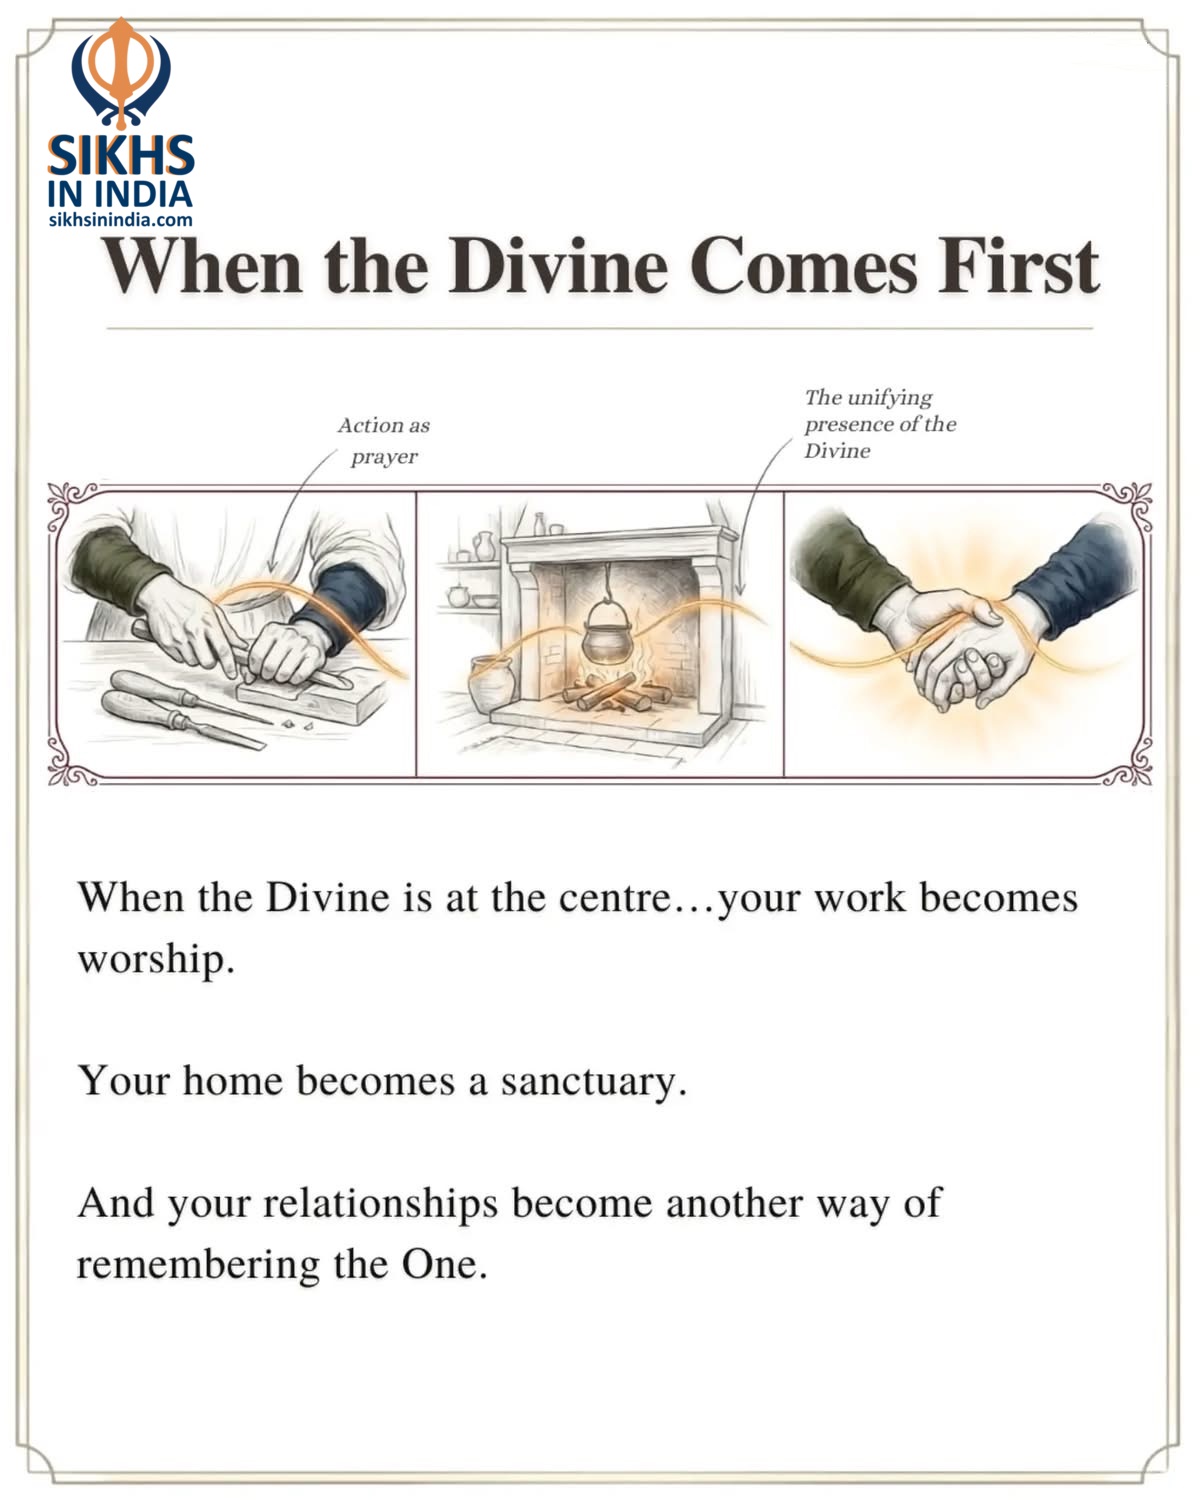 SIKHS
IN INDIA
sikhsinindia.com
When the Divine Comes First
Action as
prayer
The unifying
presence of the
Divine
When the Divine is at the centre...your work becomes
worship.
Your home becomes a sanctuary.
And your relationships become another way of
remembering the One.